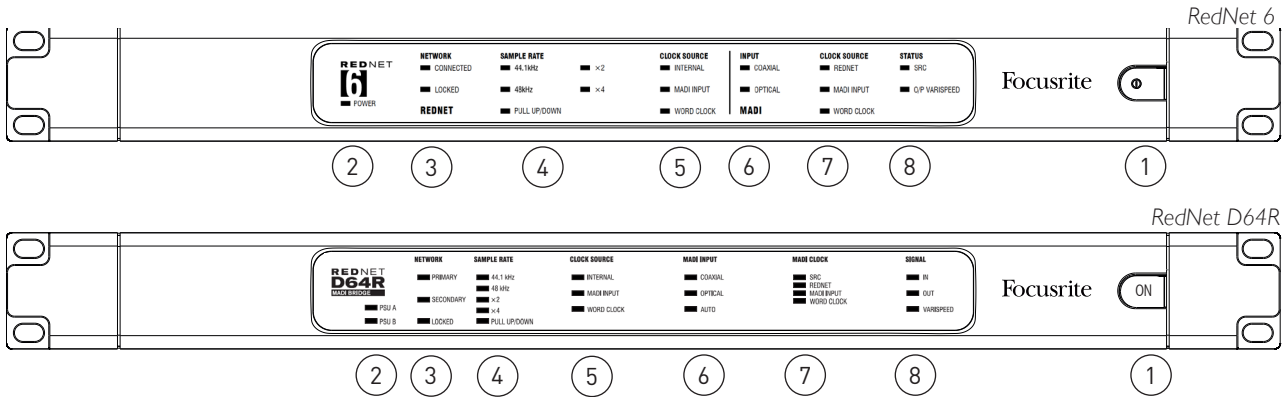 RedNet 6
REDNET
6
POWER
NETWORK
CONNECTED
LOCKED
REDNET
SAMPLE RATE
44.1kHz
×2
48kHz
×4
PULL UP/DOWN
CLOCK SOURCE
INTERNAL
MADI INPUT
WORD CLOCK
INPUT
COAXIAL
OPTICAL
MADI
CLOCK SOURCE
REDNET
MADI INPUT
WORD CLOCK
STATUS
SRC
O/P VARISPEED
Focusrite
2 3 4 5 6 7 8 1
RedNet D64R
REDNET
D64R
MADI BRIDGE
PSU A
PSU B
NETWORK
PRIMARY
SECONDARY
LOCKED
SAMPLE RATE
44.1 kHz
48 kHz
×2
×4
PULL UP/DOWN
CLOCK SOURCE
INTERNAL
MADI INPUT
WORD CLOCK
MADI INPUT
COAXIAL
OPTICAL
AUTO
MADI CLOCK
SRC
REDNET
MADI INPUT
WORD CLOCK
SIGNAL
IN
OUT
VARISPEED
Focusrite
ON
2 3 4 5 6 7 8 1